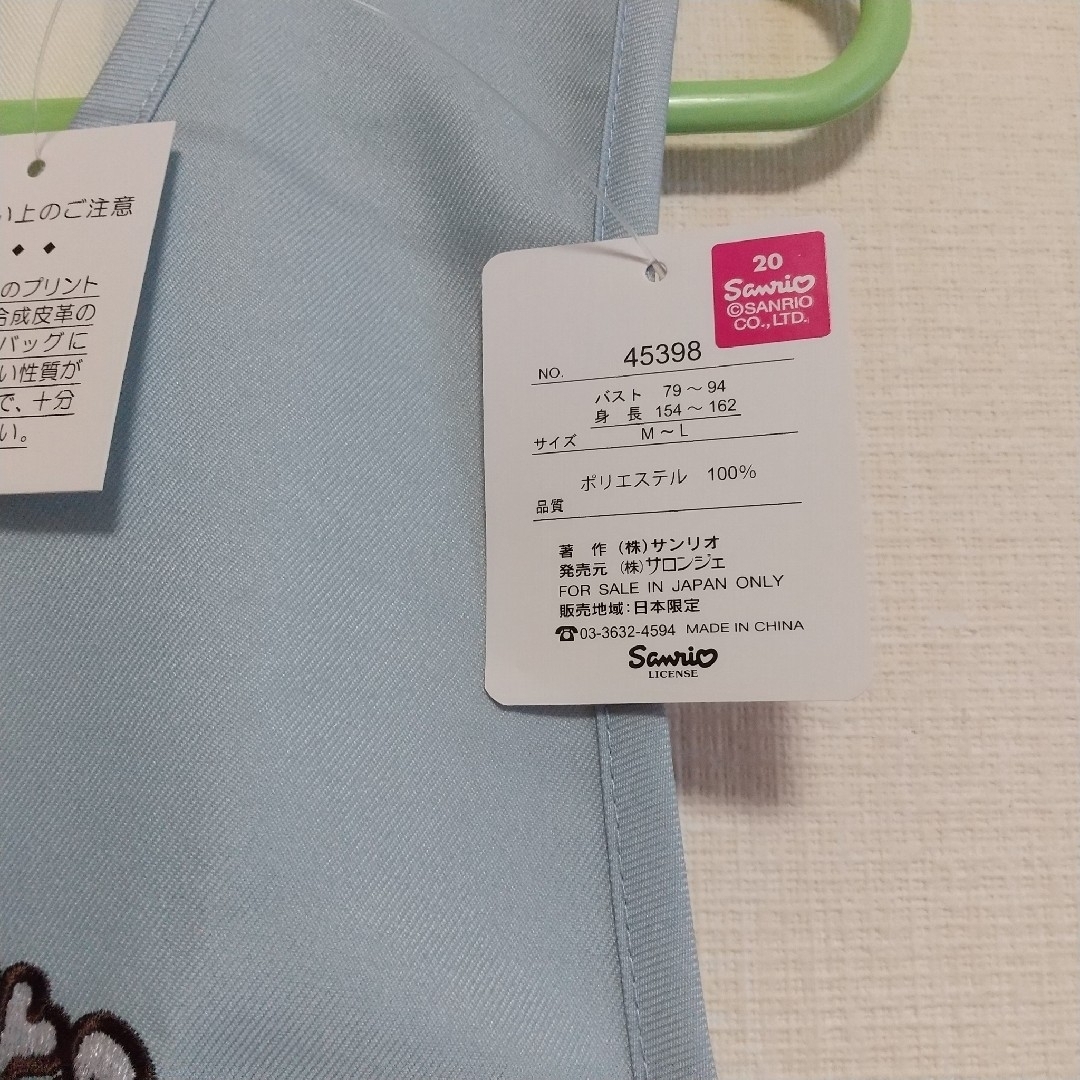 い上のご注意
◆ ◆
のプリント
合成皮革の
バッグに
い性質が
で、十分
い。
20
Sanrio
©SANRIO
CO.,LTD.
NO. 45398
バスト 79～94
身 長 154～162
サイズ M～L
ポリエステル 100%
品質
著 作 (株)サンリオ
発売元 (株)サロンジェ
FOR SALE IN JAPAN ONLY
販売地域:日本限定
☎03-3632-4594 MADE IN CHINA
Sanrio
LICENSE